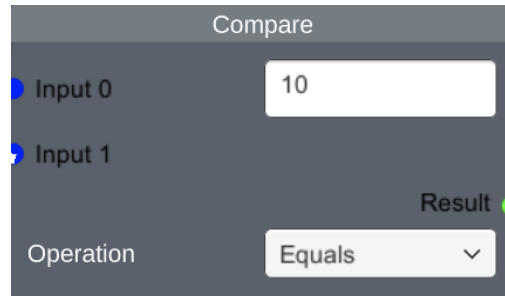 Compare
Input 0 10
Input 1
Result
Operation Equals